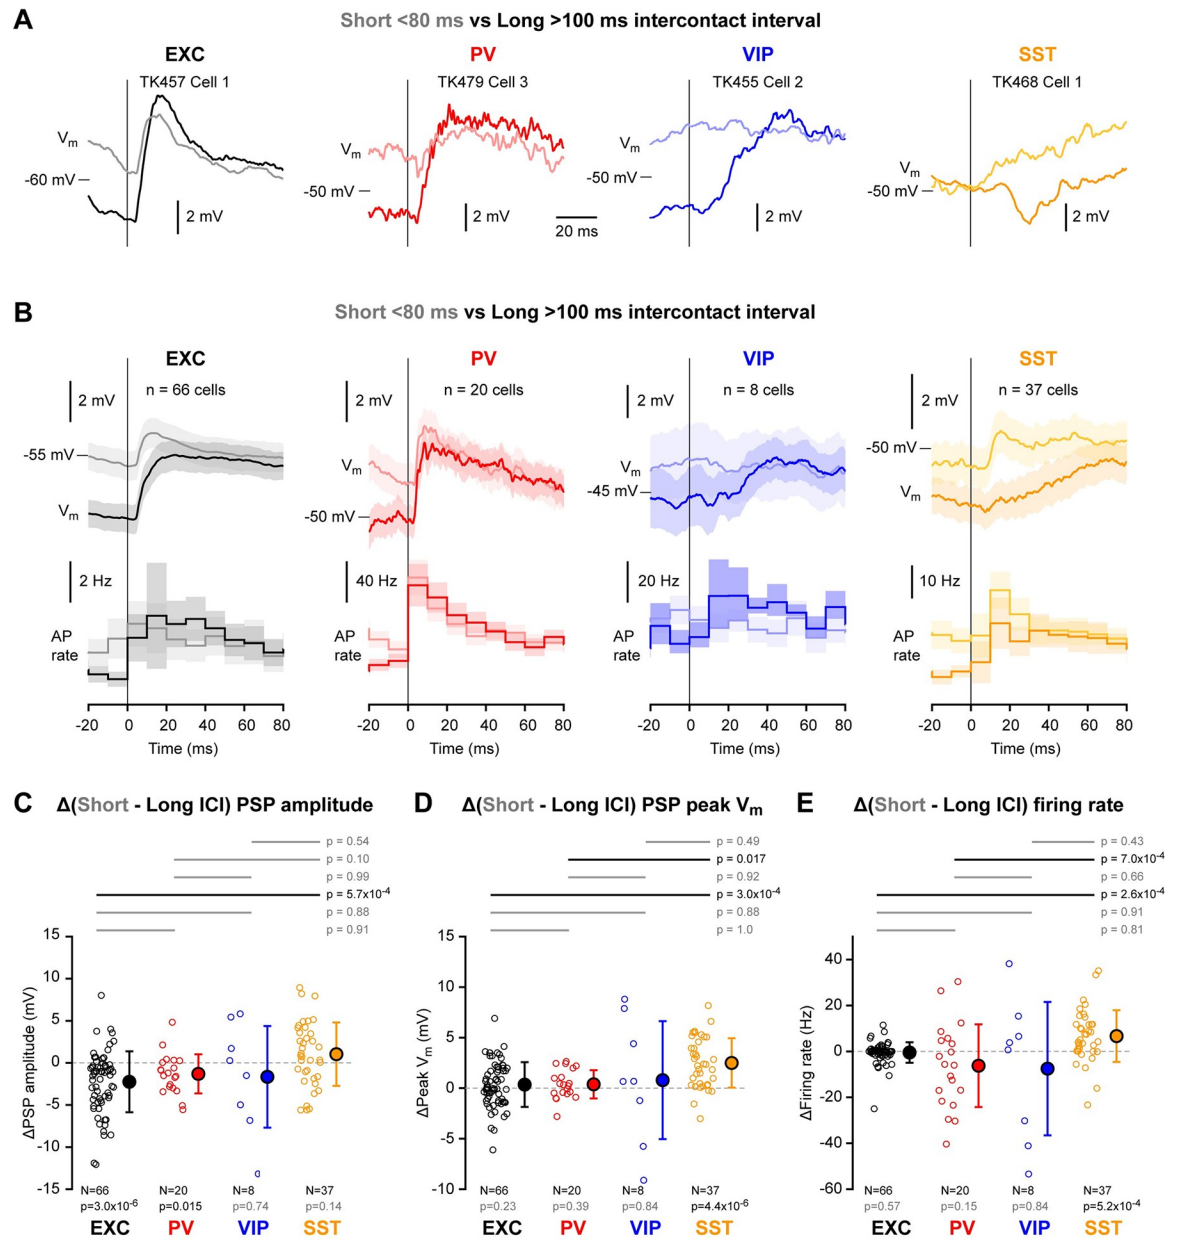 A
Short <80 ms vs Long >100 ms intercontact interval
EXC PV VIP SST
TK457 Cell 1 TK479 Cell 3 TK455 Cell 2 TK468 Cell 1
Vm Vm Vm Vm
-60 mV -50 mV -50 mV -50 mV
2 mV 2 mV 2 mV 2 mV
20 ms
B
Short <80 ms vs Long >100 ms intercontact interval
EXC PV VIP SST
n = 66 cells n = 20 cells n = 8 cells n = 37 cells
2 mV 2 mV 2 mV 2 mV
-55 mV Vm Vm -50 mV
Vm -50 mV -45 mV Vm
2 Hz 40 Hz 20 Hz 10 Hz
AP rate AP rate AP rate AP rate
-20 0 20 40 60 80 -20 0 20 40 60 80 -20 0 20 40 60 80 -20 0 20 40 60 80
Time (ms) Time (ms) Time (ms) Time (ms)
C Δ(Short - Long ICI) PSP amplitude
p = 0.54
p = 0.10
p = 0.99
p = 5.7x10-4
p = 0.88
p = 0.91
15
10
5
0
-5
-10
-15
ΔPSP amplitude (mV)
N=66 N=20 N=8 N=37
p=3.0x10-6 p=0.015 p=0.74 p=0.14
EXC PV VIP SST
D Δ(Short - Long ICI) PSP peak Vm
p = 0.49
p = 0.017
p = 0.92
p = 3.0x10-4
p = 0.88
p = 1.0
15
10
5
0
-5
-10
ΔPeak Vm (mV)
N=66 N=20 N=8 N=37
p=0.23 p=0.39 p=0.84 p=4.4x10-6
EXC PV VIP SST
E Δ(Short - Long ICI) firing rate
p = 0.43
p = 7.0x10-4
p = 0.66
p = 2.6x10-4
p = 0.91
p = 0.81
40
20
0
-20
-40
-60
ΔFiring rate (Hz)
N=66 N=20 N=8 N=37
p=0.57 p=0.15 p=0.84 p=5.2x10-4
EXC PV VIP SST